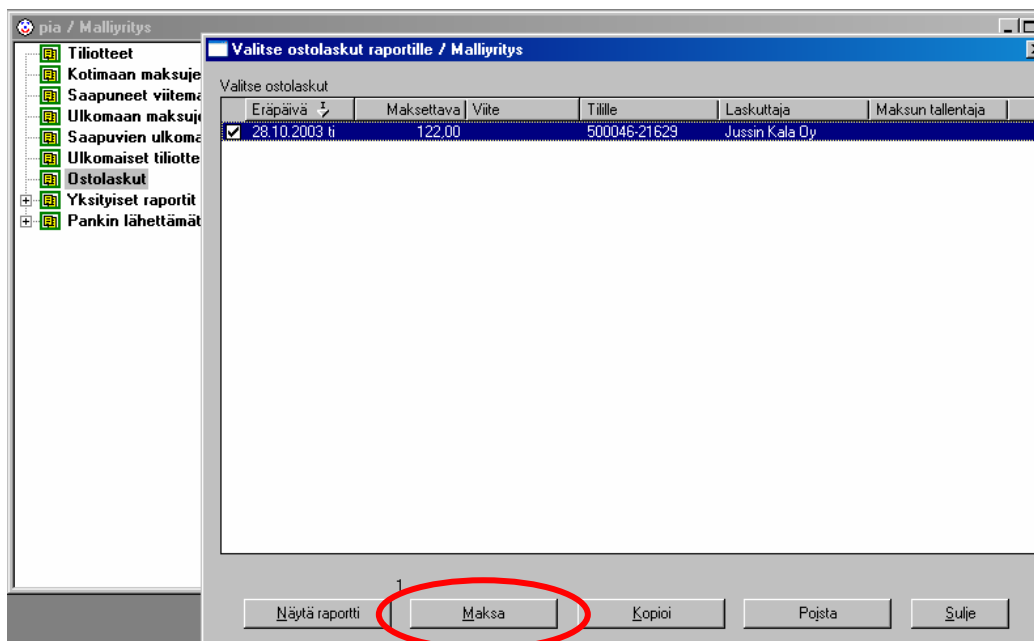 pia / Malliyritys
Tiliotteet
Kotimaan maksuje
Saapuneet viitema
Ulkomaan maksuje
Saapuvien ulkoma
Ulkomaiset tiliotte
Ostolaskut
Yksityiset raportit
Pankin lähettämät
Valitse ostolaskut raportille / Malliyritys
Valitse ostolaskut
Eräpäivä Maksettava Viite Tilille Laskuttaja Maksun tallentaja
28.10.2003 ti 122,00 500046-21629 Jussin Kala Oy
1
Näytä raportti Maksa Kopioi Poista Sulje